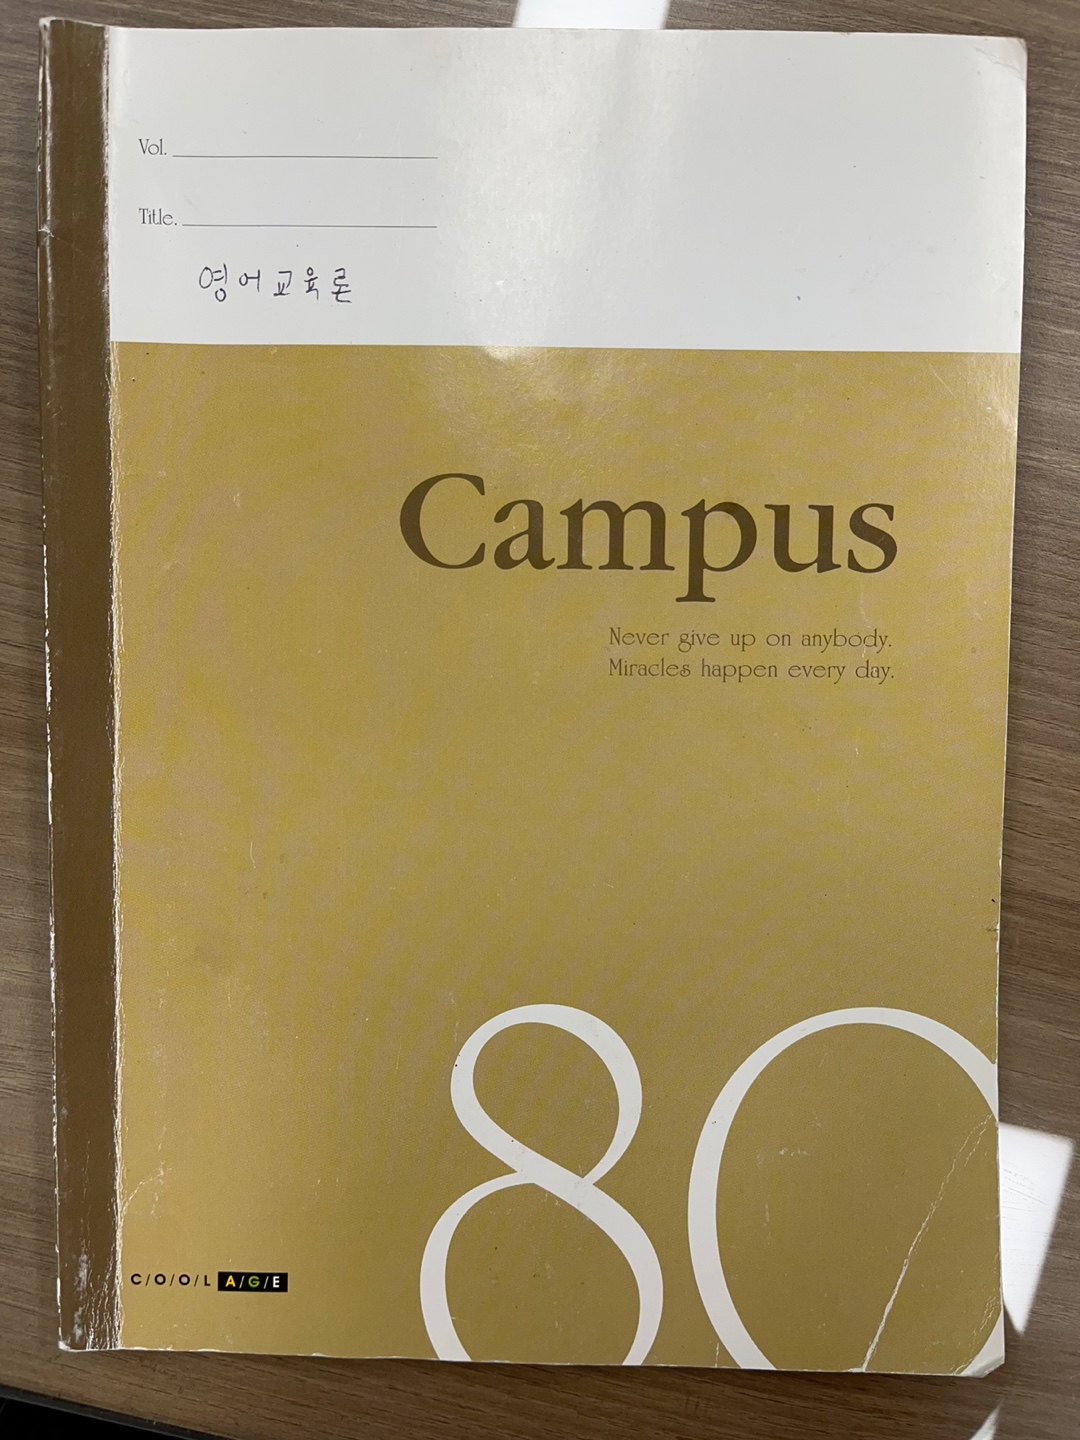 Vol.
Title.
영어교육론
Campus
Never give up on anybody.
Miracles happen every day.
80
C/O/O/L A/G/E